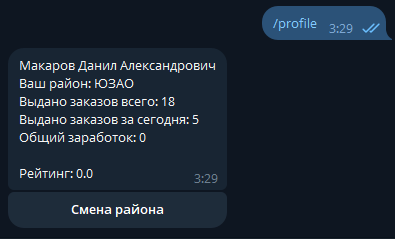 /profile 3:29
Макаров Данил Александрович
Ваш район: ЮЗАО
Выдано заказов всего: 18
Выдано заказов за сегодня: 5
Общий заработок: 0
Рейтинг: 0.0
3:29
Смена района